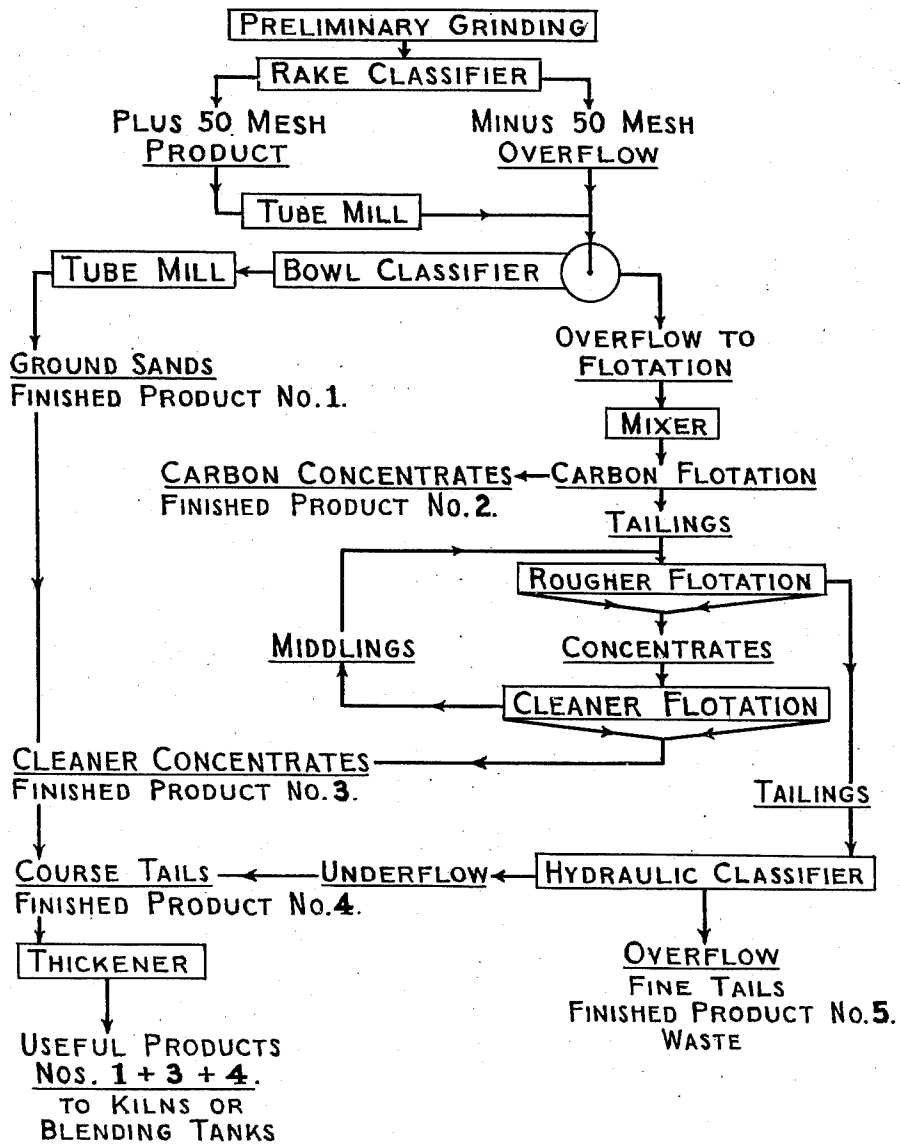 PRELIMINARY GRINDING
RAKE CLASSIFIER
PLUS 50 MESH
PRODUCT
MINUS 50 MESH
OVERFLOW
TUBE MILL
TUBE MILL
BOWL CLASSIFIER
OVERFLOW TO
FLOTATION
GROUND SANDS
FINISHED PRODUCT No.1.
MIXER
CARBON CONCENTRATES
FINISHED PRODUCT No.2.
CARBON FLOTATION
TAILINGS
ROUGHER FLOTATION
MIDDLINGS
CONCENTRATES
CLEANER FLOTATION
CLEANER CONCENTRATES
FINISHED PRODUCT No.3.
TAILINGS
COURSE TAILS
FINISHED PRODUCT No.4.
UNDERFLOW
HYDRAULIC CLASSIFIER
THICKENER
OVERFLOW
FINE TAILS
FINISHED PRODUCT No.5.
WASTE
USEFUL PRODUCTS
Nos. 1 + 3 + 4.
TO KILNS OR
BLENDING TANKS